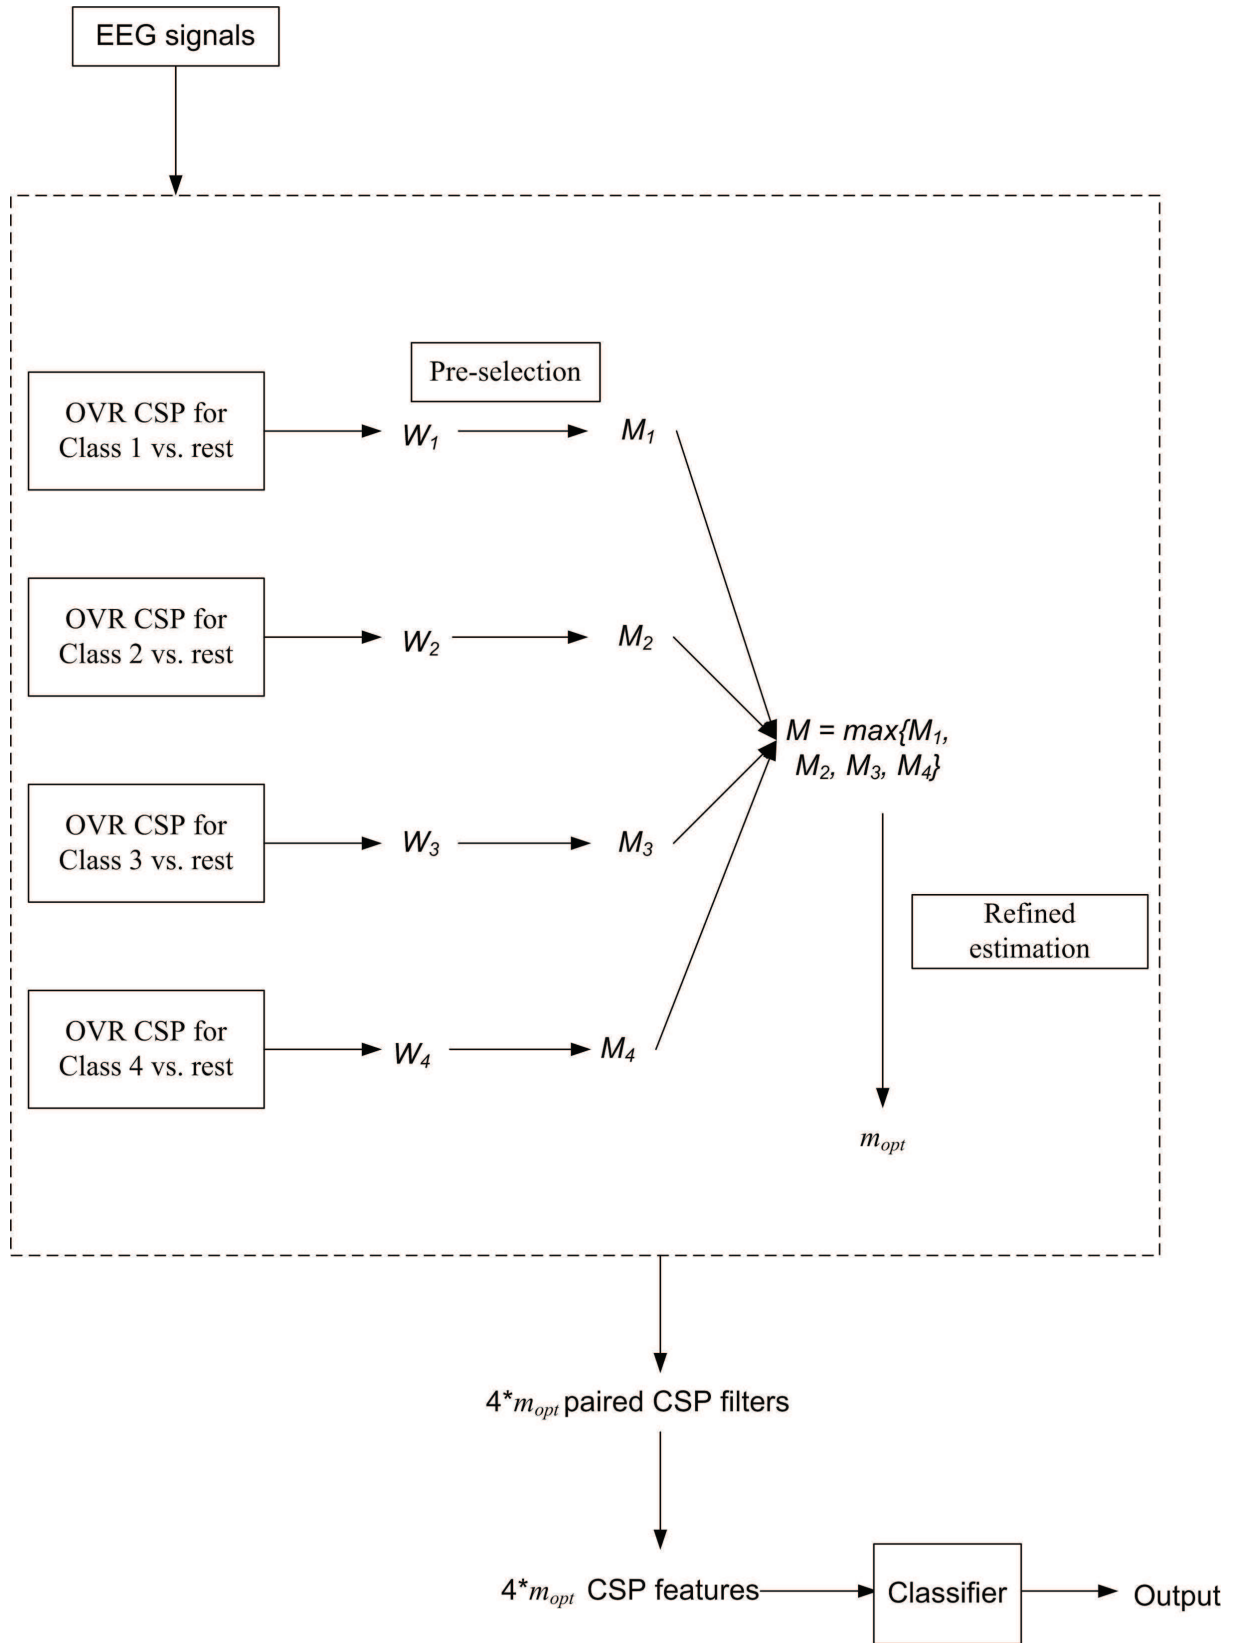 EEG signals
Pre-selection
OVR CSP for
Class 1 vs. rest
W₁
M₁
OVR CSP for
Class 2 vs. rest
W₂
M₂
M = max{M₁,
M₂, M₃, M₄}
OVR CSP for
Class 3 vs. rest
W₃
M₃
Refined
estimation
OVR CSP for
Class 4 vs. rest
W₄
M₄
mₒₚₜ
4*mₒₚₜ paired CSP filters
4*mₒₚₜ CSP features
Classifier
Output